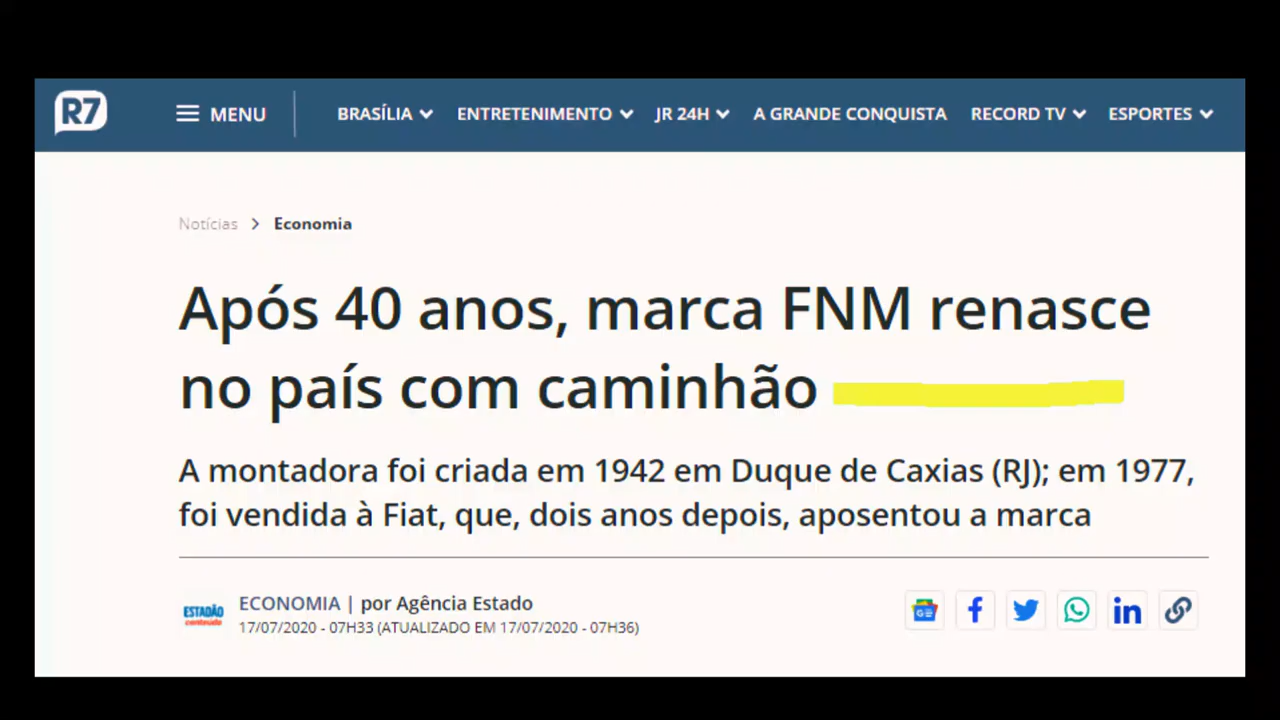 R7 MENU BRASÍLIA ENTRETENIMENTO JR 24H A GRANDE CONQUISTA RECORD TV ESPORTES
Notícias > Economia
Após 40 anos, marca FNM renasce
no país com caminhão
A montadora foi criada em 1942 em Duque de Caxias (RJ); em 1977,
foi vendida à Fiat, que, dois anos depois, aposentou a marca
ESTADÃO
conteúdo
ECONOMIA | por Agência Estado
17/07/2020 - 07H33 (ATUALIZADO EM 17/07/2020 - 07H36)